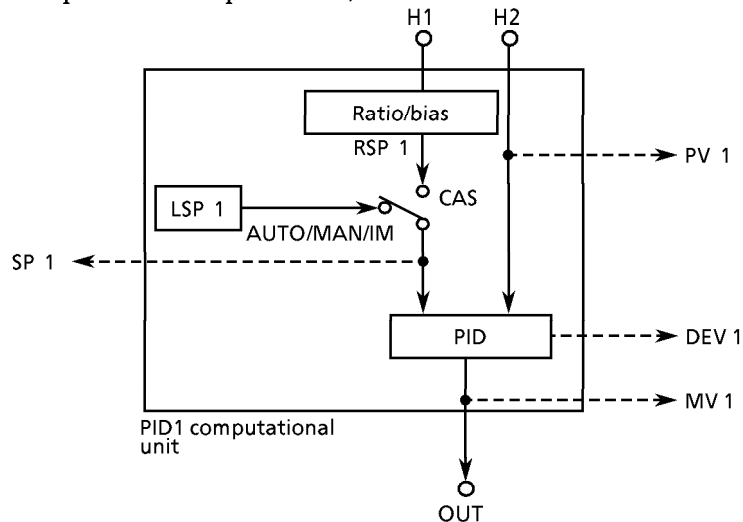 H1 H2
Ratio/bias
RSP 1
PV 1
CAS
LSP 1
AUTO/MAN/IM
SP 1
PID
DEV 1
MV 1
PID1 computational
unit
OUT